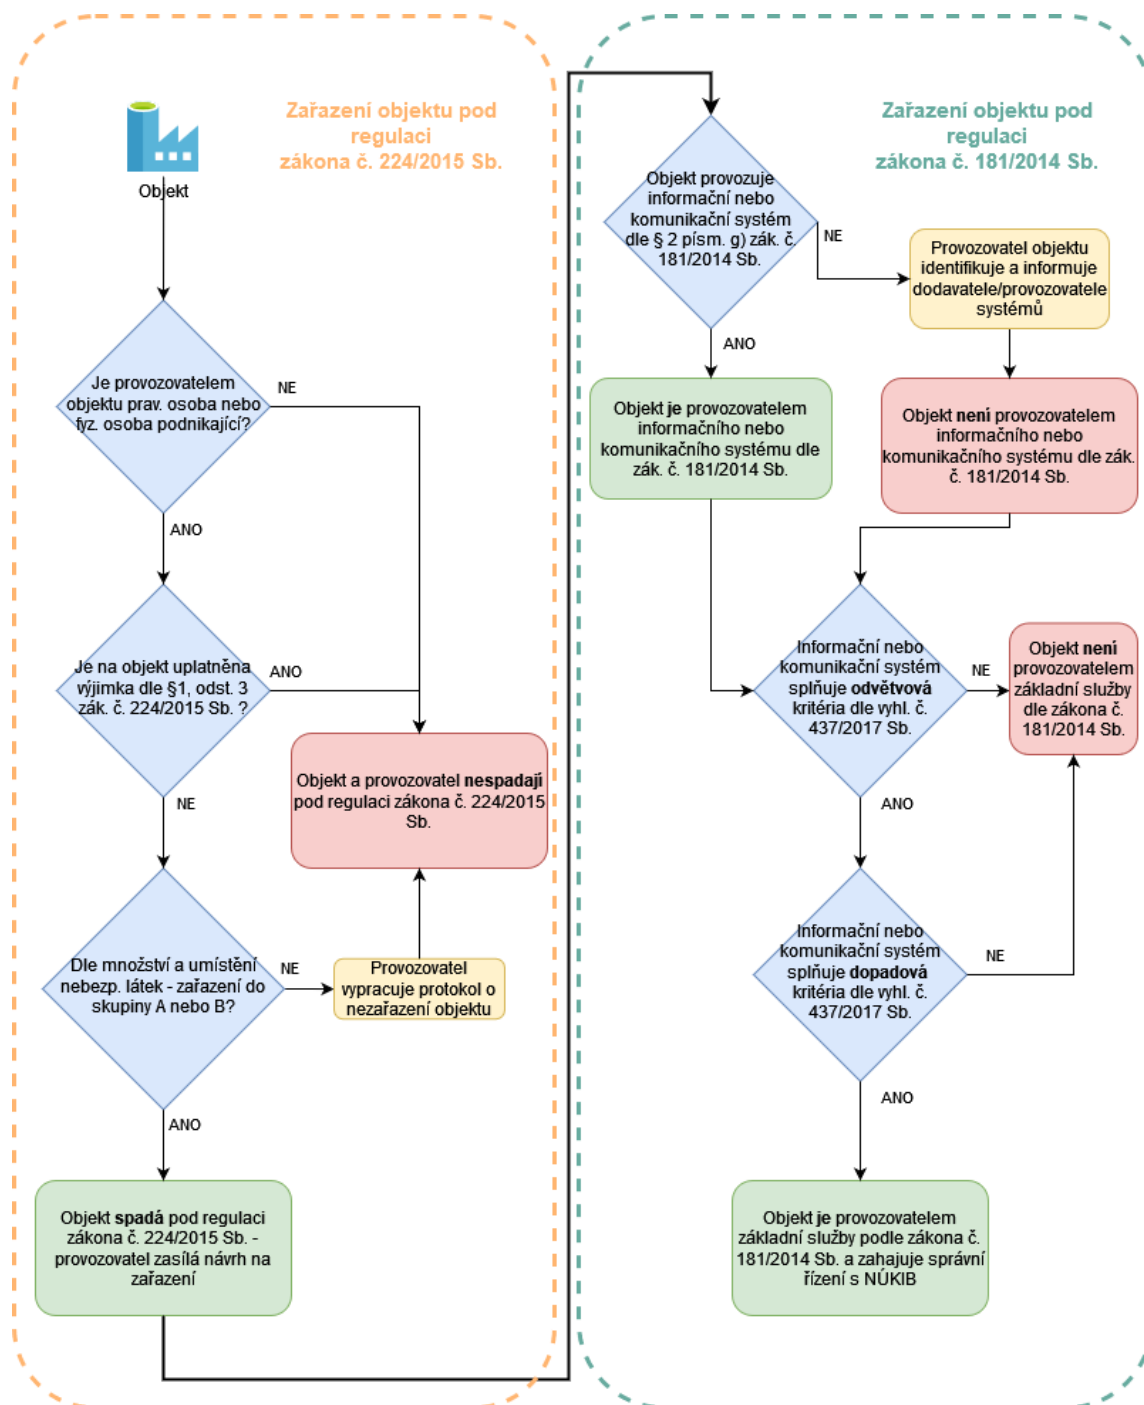 Zařazení objektu pod
regulaci
zákona č. 224/2015 Sb.
Objekt
Je provozovatelem
objektu prav. osoba nebo
fyz. osoba podnikající?
NE
ANO
Je na objekt uplatněna
výjimka dle §1, odst. 3
zák. č. 224/2015 Sb. ?
ANO
NE
Objekt a provozovatel nespadají
pod regulaci zákona č. 224/2015
Sb.
Dle množství a umístění
nebezp. látek - zařazení do
skupiny A nebo B?
NE
Provozovatel
vypracuje protokol o
nezařazení objektu
ANO
Objekt spadá pod regulaci
zákona č. 224/2015 Sb. -
provozovatel zasílá návrh na
zařazení
Zařazení objektu pod
regulaci
zákona č. 181/2014 Sb.
Objekt provozuje
informační nebo
komunikační systém
dle § 2 písm. g) zák. č.
181/2014 Sb.
NE
Provozovatel objektu
identifikuje a informuje
dodavatele/provozovatele
systémů
ANO
Objekt je provozovatelem
informačního nebo
komunikačního systému dle
zák. č. 181/2014 Sb.
Objekt není provozovatelem
informačního nebo
komunikačního systému dle zák.
č. 181/2014 Sb.
Informační nebo
komunikační systém
splňuje odvětvová
kritéria dle vyhl. č.
437/2017 Sb.
NE
Objekt není
provozovatelem
základní služby
dle zákona č.
181/2014 Sb.
ANO
Informační nebo
komunikační systém
splňuje dopadová
kritéria dle vyhl. č.
437/2017 Sb.
NE
ANO
Objekt je provozovatelem
základní služby podle zákona č.
181/2014 Sb. a zahajuje správní
řízení s NÚKIB